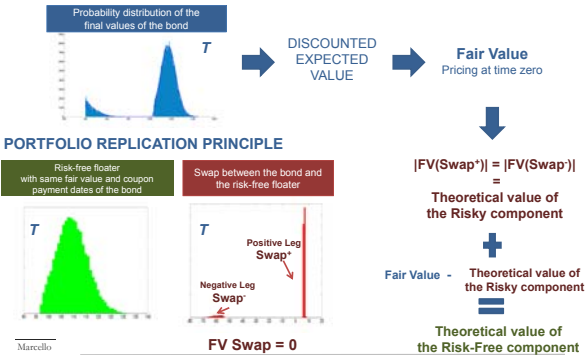 Probability distribution of the
final values of the bond
T
DISCOUNTED
EXPECTED
VALUE
Fair Value
Pricing at time zero
PORTFOLIO REPLICATION PRINCIPLE
Risk-free floater
with same fair value and coupon
payment dates of the bond
Swap between the bond and
the risk-free floater
|FV(Swap⁺)| = |FV(Swap⁻)|
=
Theoretical value of
the Risky component
T
T
Positive Leg
Swap⁺
Negative Leg
Swap⁻
Fair Value - Theoretical value of
the Risky component
Theoretical value of
the Risk-Free component
Marcello
FV Swap = 0